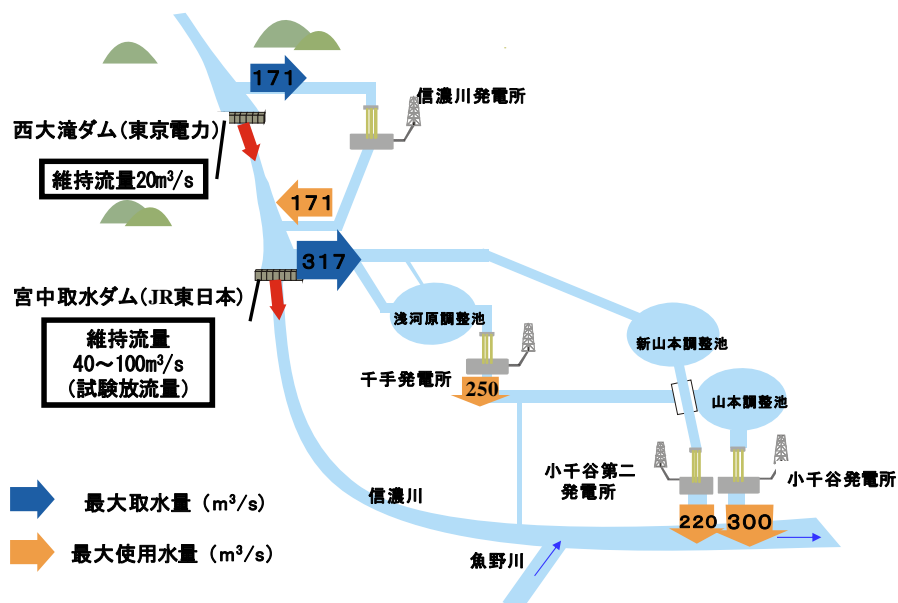 171
信濃川発電所
西大滝ダム(東京電力)
維持流量20m³/s
171
317
宮中取水ダム(JR東日本)
浅河原調整池
維持流量
40～100m³/s
(試験放流量)
新山本調整池
千手発電所
250
山本調整池
小千谷第二
発電所
小千谷発電所
信濃川
最大取水量（m³/s)
220
300
最大使用水量（m³/s)
魚野川